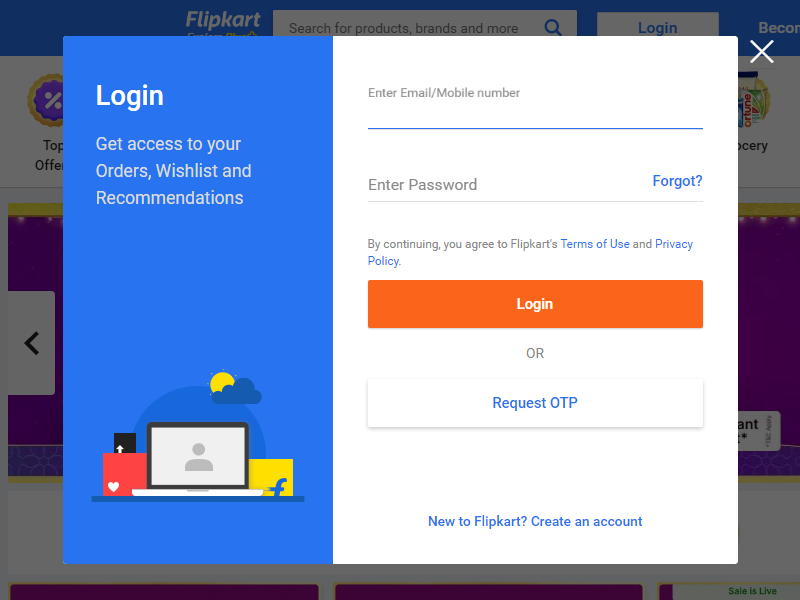 Flipkart
Explore Plus
Search for products, brands and more
Login
Becom
Top
Offer
ocery
Login
Get access to your
Orders, Wishlist and
Recommendations
Enter Email/Mobile number
Enter Password
Forgot?
By continuing, you agree to Flipkart's Terms of Use and Privacy
Policy.
Login
OR
Request OTP
New to Flipkart? Create an account
ant
Sale is Live